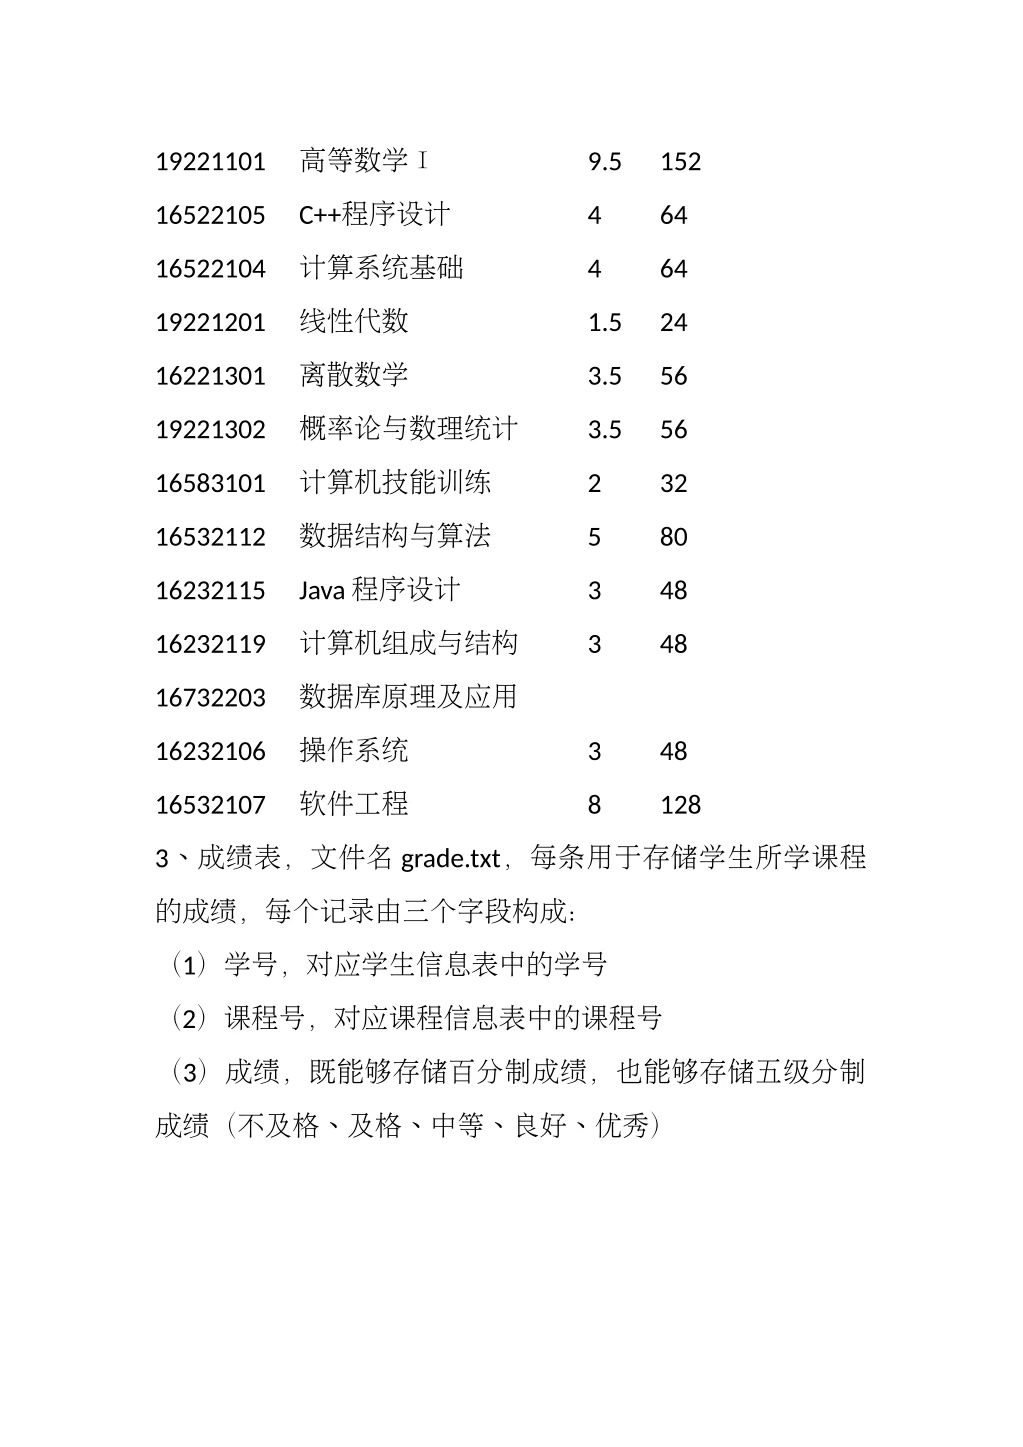 19221101 高等数学 I 9.5 152
16522105 C++程序设计 4 64
16522104 计算系统基础 4 64
19221201 线性代数 1.5 24
16221301 离散数学 3.5 56
19221302 概率论与数理统计 3.5 56
16583101 计算机技能训练 2 32
16532112 数据结构与算法 5 80
16232115 Java 程序设计 3 48
16232119 计算机组成与结构 3 48
16732203 数据库原理及应用
16232106 操作系统 3 48
16532107 软件工程 8 128
3、成绩表，文件名 grade.txt，每条用于存储学生所学课程
的成绩，每个记录由三个字段构成：
（1）学号，对应学生信息表中的学号
（2）课程号，对应课程信息表中的课程号
（3）成绩，既能够存储百分制成绩，也能够存储五级分制
成绩（不及格、及格、中等、良好、优秀）